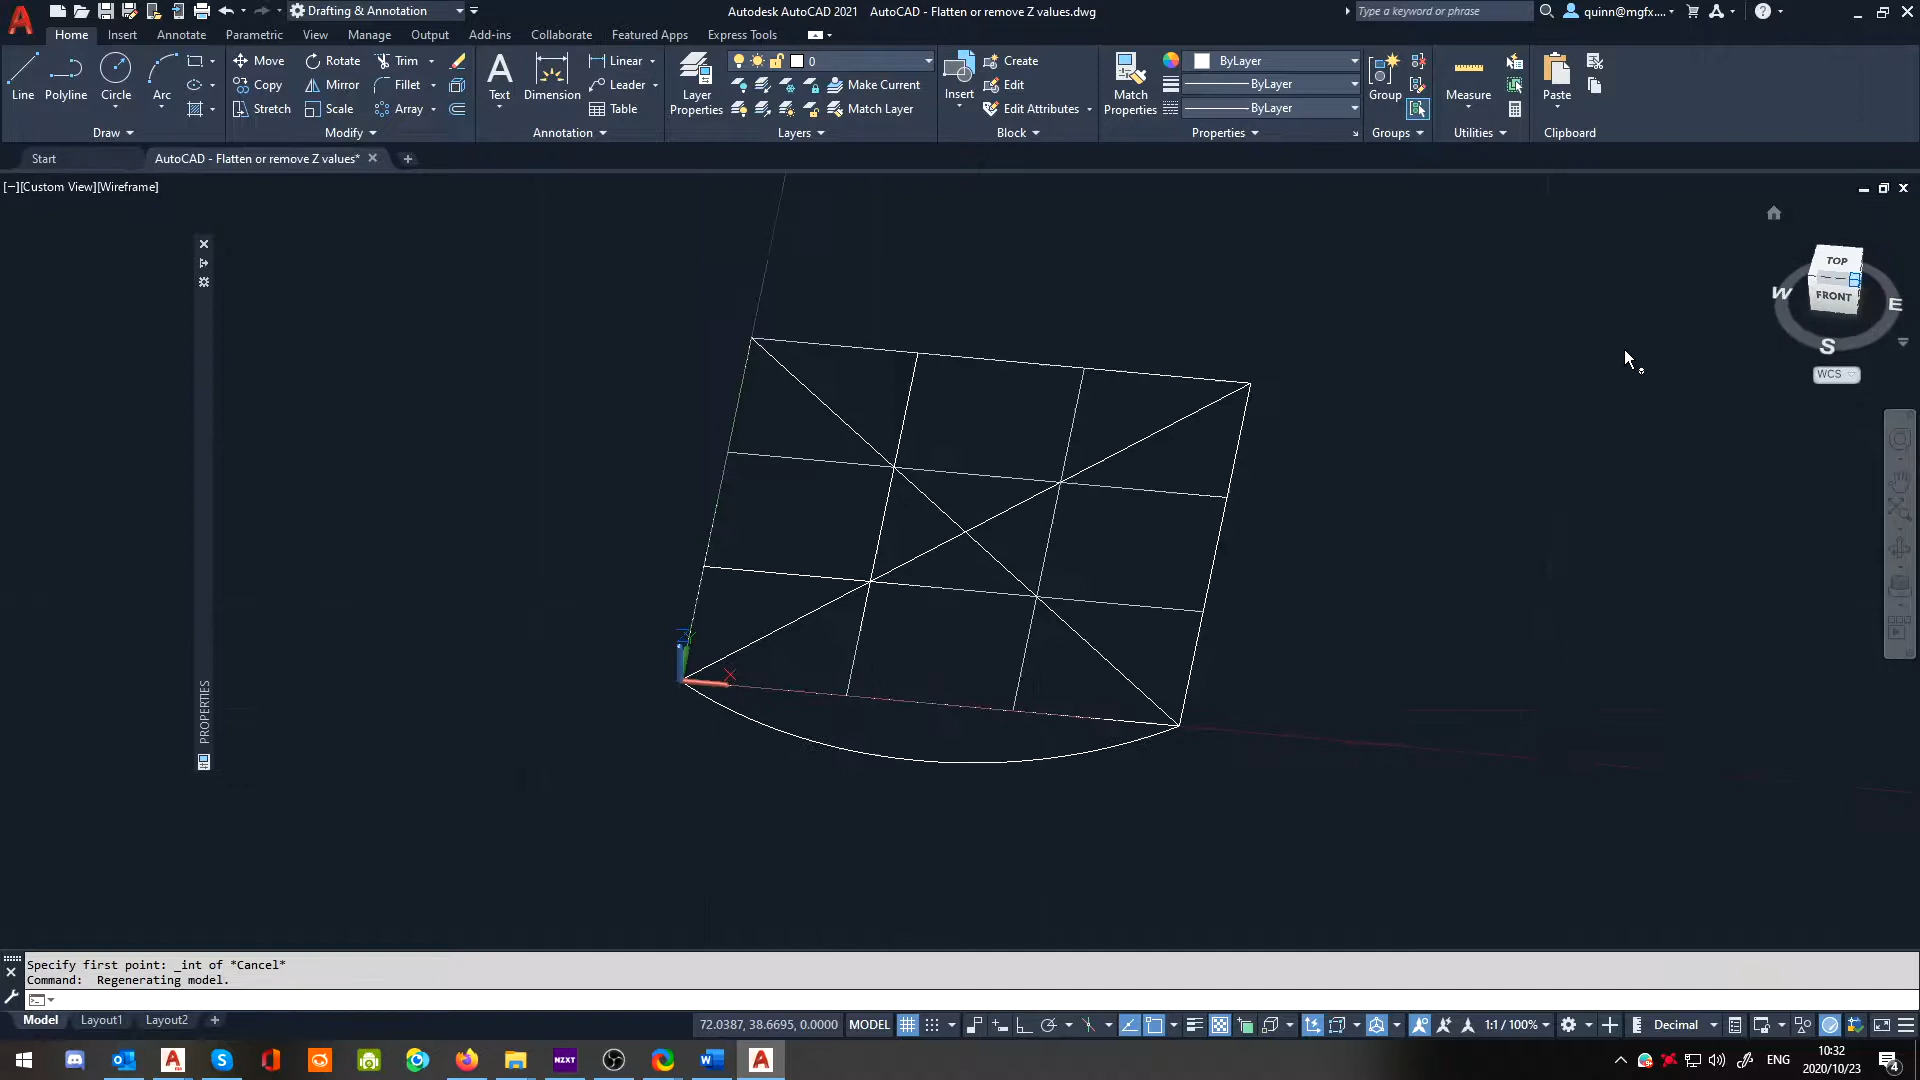 Drafting & Annotation
Autodesk AutoCAD 2021 AutoCAD - Flatten or remove Z values.dwg
Type a keyword or phrase
quinn@mgfx....
Home Insert Annotate Parametric View Manage Output Add-ins Collaborate Featured Apps Express Tools
Line Polyline Circle Arc
Move Rotate Trim
Copy Mirror Fillet
Stretch Scale Array
Text Dimension
Linear
Leader
Table
Layer Properties
0
Make Current
Match Layer
Insert
Create
Edit
Edit Attributes
Match Properties
ByLayer
ByLayer
ByLayer
Group
Measure
Paste
Draw Modify Annotation Layers Block Properties Groups Utilities Clipboard
Start AutoCAD - Flatten or remove Z values*
[−][Custom View][Wireframe]
TOP
FRONT
W E
S
WCS
PROPERTIES
X
Specify first point: _int of *Cancel*
Command: Regenerating model.
Model Layout1 Layout2
72.0387, 38.6695, 0.0000 MODEL
1:1 / 100%
Decimal
NZXT
ENG
10:32
2020/10/23
4